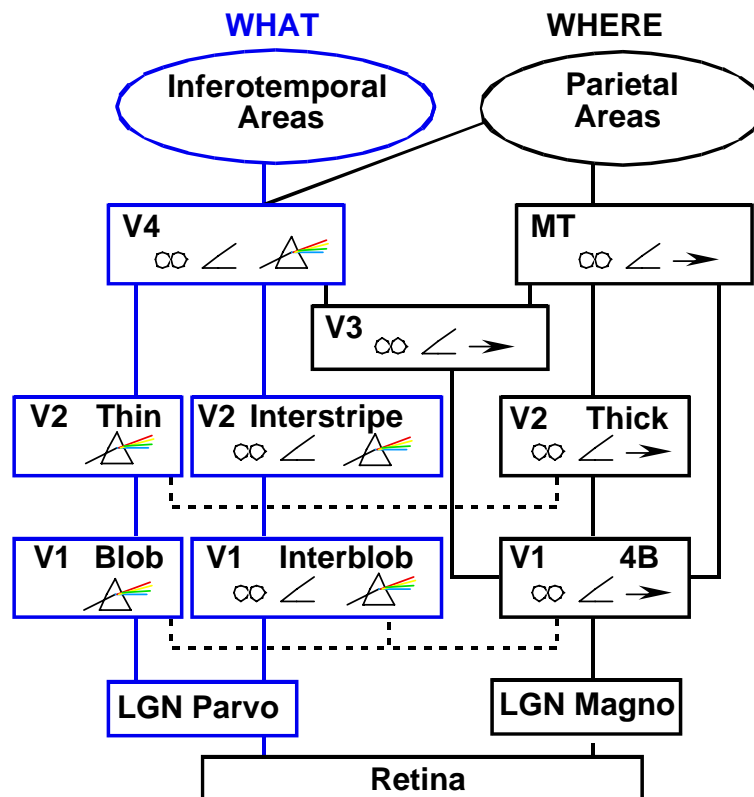 WHAT
WHERE
Inferotemporal
Areas
Parietal
Areas
V4
MT
V3
V2 Thin
V2 Interstripe
V2 Thick
V1 Blob
V1 Interblob
V1 4B
LGN Parvo
LGN Magno
Retina